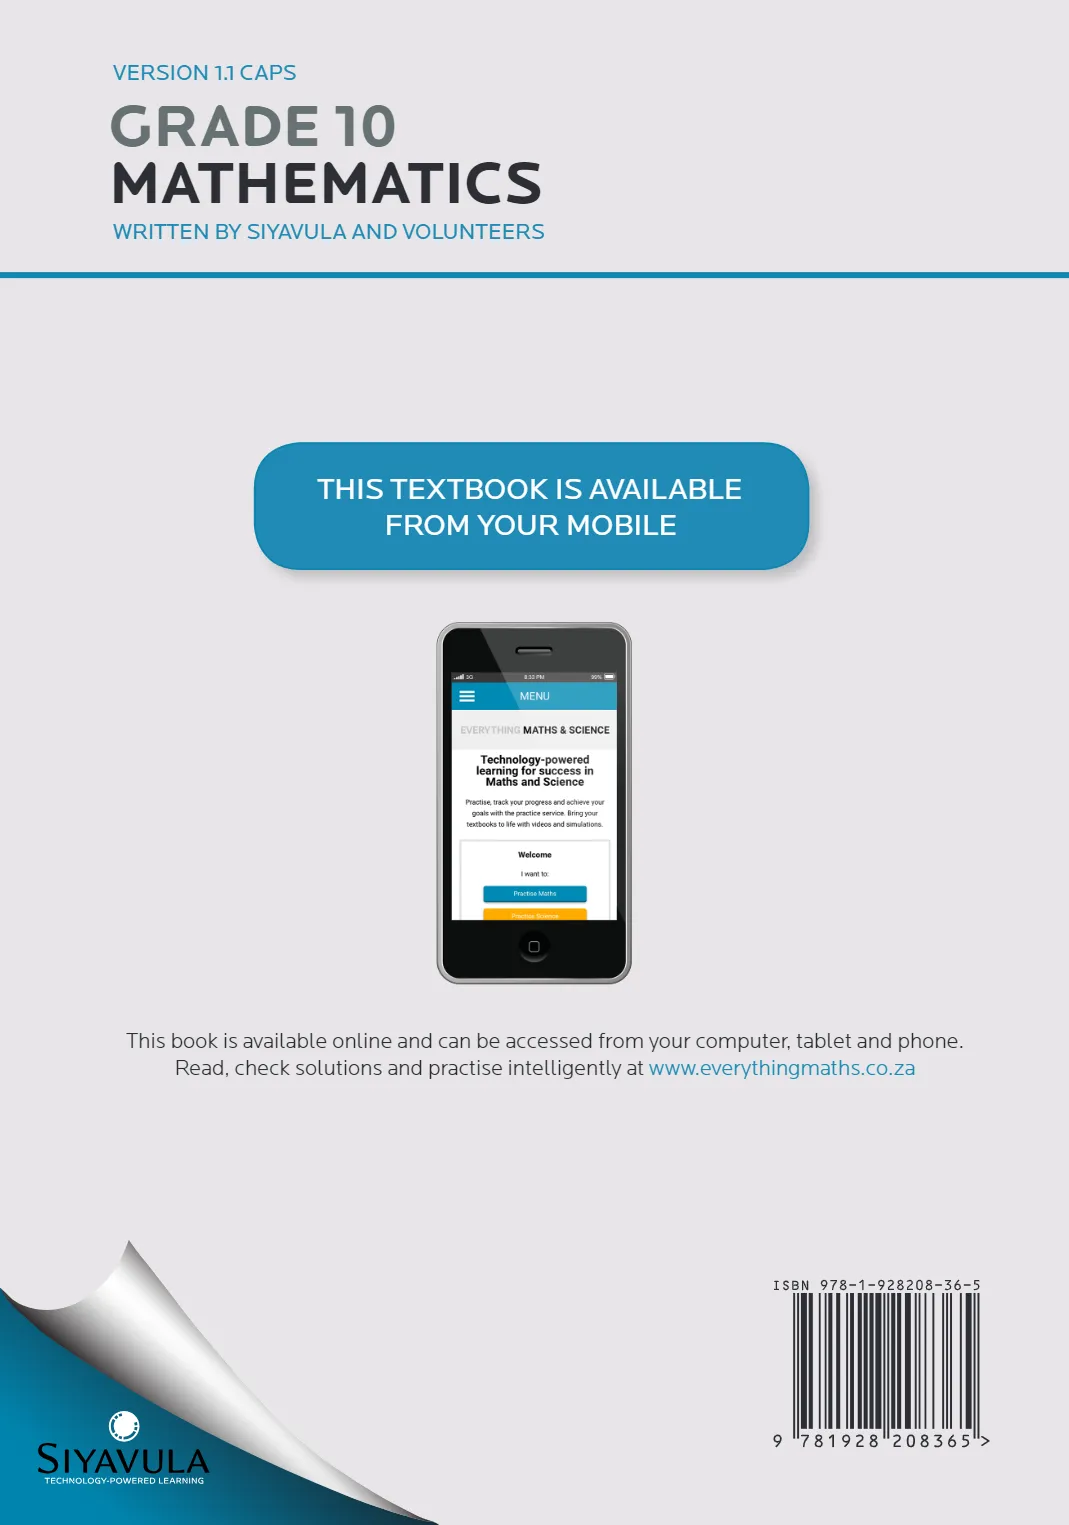 VERSION 1.1 CAPS
GRADE 10
MATHEMATICS
WRITTEN BY SIYAVULA AND VOLUNTEERS
THIS TEXTBOOK IS AVAILABLE
FROM YOUR MOBILE
3G 8:32 PM 99%
MENU
EVERYTHING MATHS & SCIENCE
Technology-powered
learning for success in
Maths and Science
Practise, track your progress and achieve your
goals with the practice service. Bring your
textbooks to life with videos and simulations.
Welcome
I want to:
Practise Maths
Practise Science
This book is available online and can be accessed from your computer, tablet and phone.
Read, check solutions and practise intelligently at www.everythingmaths.co.za
ISBN 978-1-928208-36-5
9 781928 208365 >
SIYAVULA
TECHNOLOGY-POWERED LEARNING